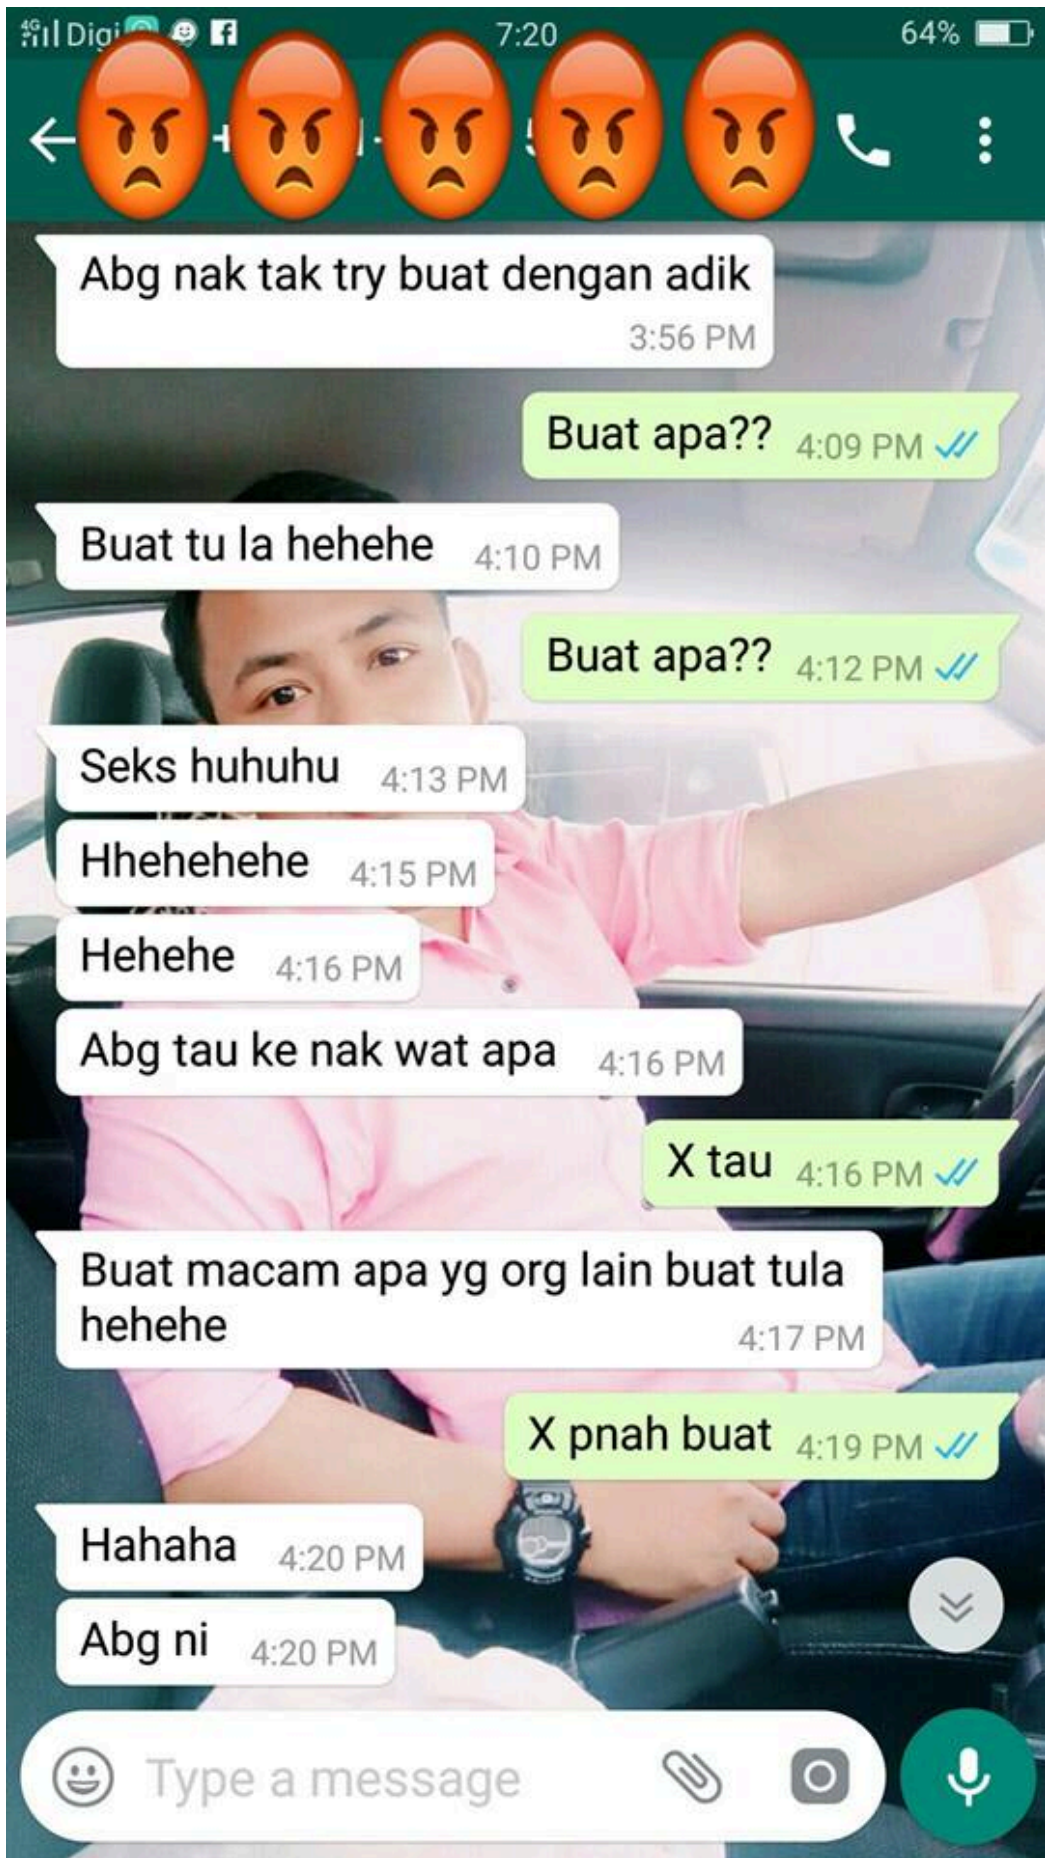 4G Digi 7:20 64%
Abg nak tak try buat dengan adik
3:56 PM
Buat apa?? 4:09 PM
Buat tu la hehehe 4:10 PM
Buat apa?? 4:12 PM
Seks huhuhu 4:13 PM
Hhehehehe 4:15 PM
Hehehe 4:16 PM
Abg tau ke nak wat apa 4:16 PM
X tau 4:16 PM
Buat macam apa yg org lain buat tula
hehehe 4:17 PM
X pnah buat 4:19 PM
Hahaha 4:20 PM
Abg ni 4:20 PM
Type a message